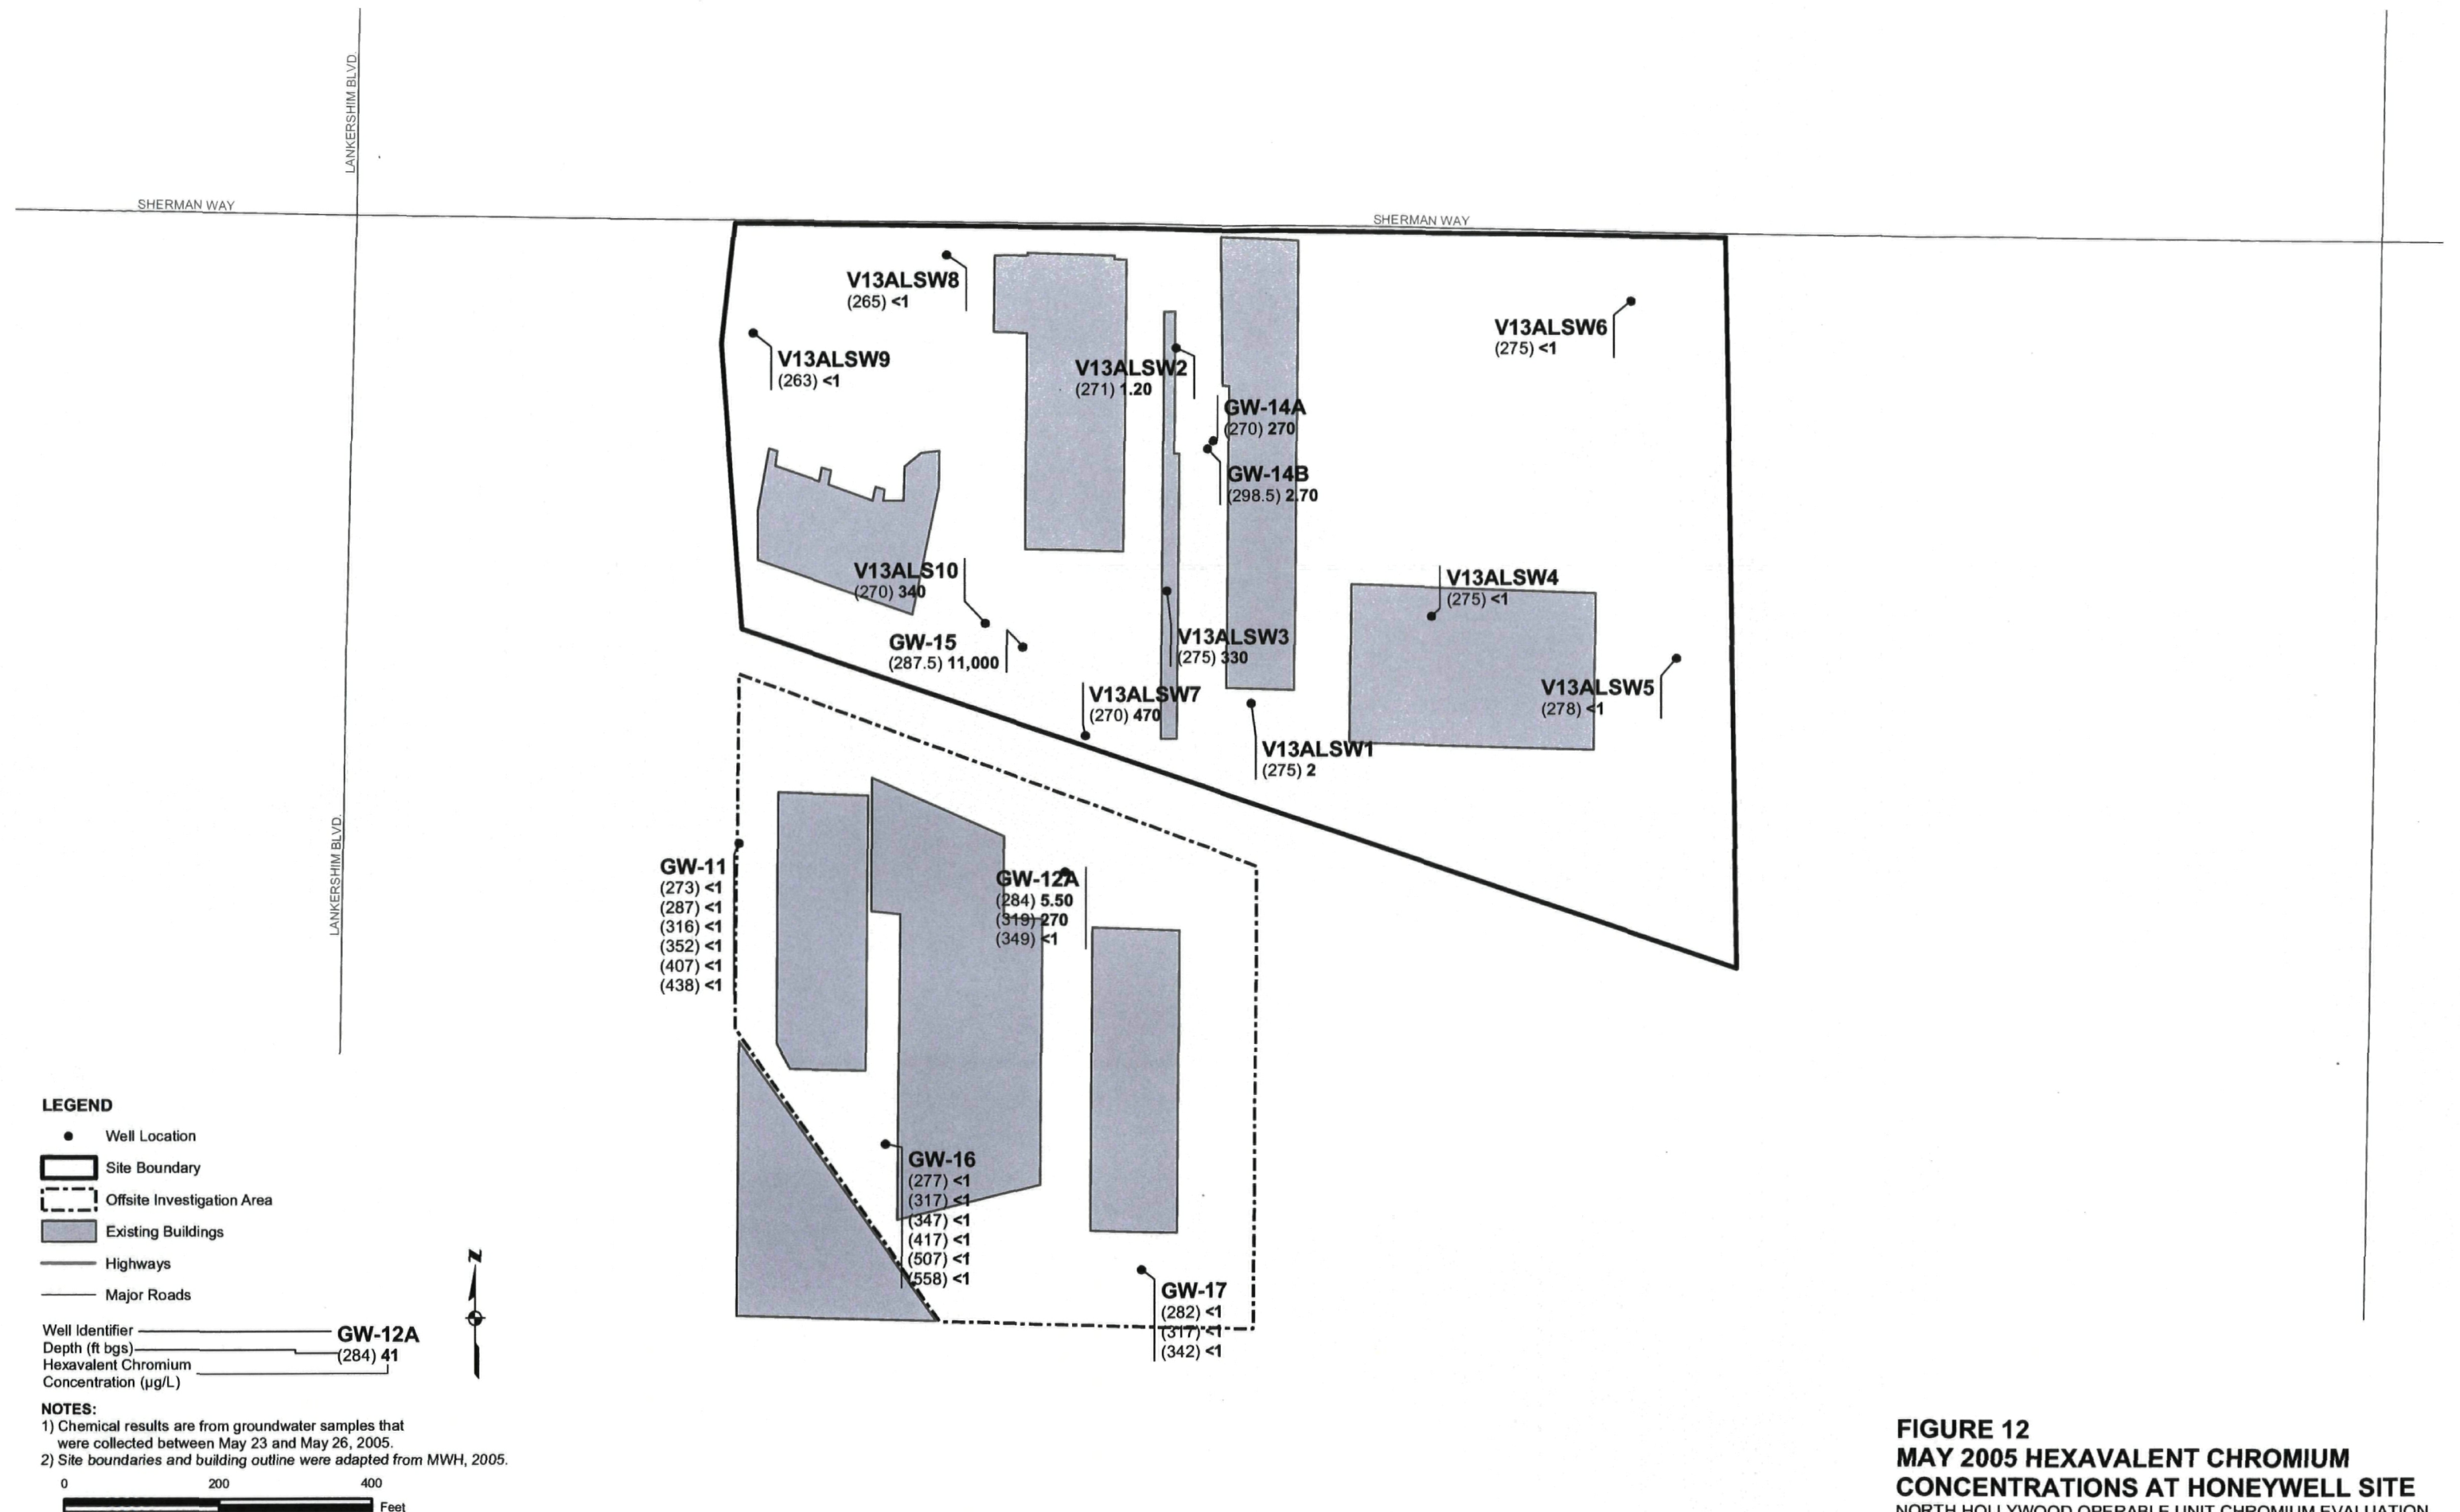 LANKERSHIM BLVD.
SHERMAN WAY
SHERMAN WAY
V13ALSW8
(265) <1
V13ALSW9
(263) <1
V13ALSW2
(271) 1.20
V13ALSW6
(275) <1
GW-14A
(270) 270
GW-14B
(298.5) 2.70
V13ALS10
(270) 340
V13ALSW4
(275) <1
GW-15
(287.5) 11,000
V13ALSW3
(275) 330
V13ALSW7
(270) 470
V13ALSW5
(278) <1
V13ALSW1
(275) 2
LANKERSHIM BLVD.
GW-11
(273) <1
(287) <1
(316) <1
(352) <1
(407) <1
(438) <1
GW-12A
(284) 5.50
(319) 270
(349) <1
GW-16
(277) <1
(317) <1
(347) <1
(417) <1
(507) <1
(558) <1
GW-17
(282) <1
(317) <1
(342) <1
LEGEND
Well Location
Site Boundary
Offsite Investigation Area
Existing Buildings
Highways
Major Roads
Well Identifier
GW-12A
Depth (ft bgs)
(284) 41
Hexavalent Chromium
Concentration (µg/L)
N
NOTES:
1) Chemical results are from groundwater samples that
were collected between May 23 and May 26, 2005.
2) Site boundaries and building outline were adapted from MWH, 2005.
0 200 400
Feet
FIGURE 12
MAY 2005 HEXAVALENT CHROMIUM
CONCENTRATIONS AT HONEYWELL SITE
NORTH HOLLYWOOD OPERABLE UNIT CHROMIUM EVALUATION